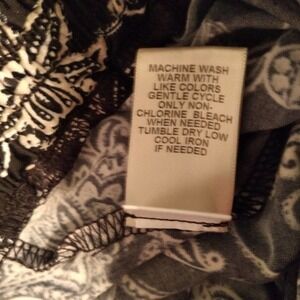 MACHINE WASH
WARM WITH
LIKE COLORS
GENTLE CYCLE
ONLY NON-
CHLORINE BLEACH
WHEN NEEDED
TUMBLE DRY LOW
COOL IRON
IF NEEDED